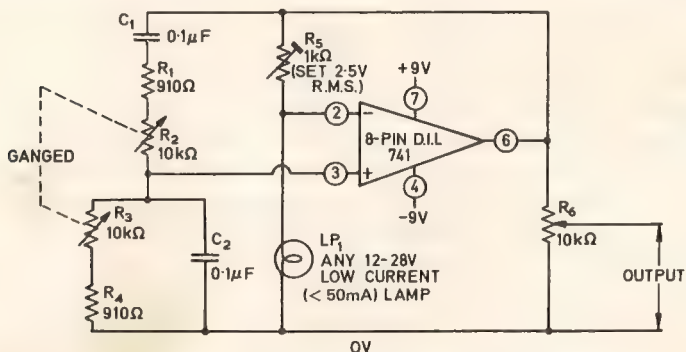 C1
0·1µF
R1
910Ω
R2
10kΩ
GANGED
R3
10kΩ
R4
910Ω
C2
0·1µF
R5
1kΩ
(SET 2·5V
R.M.S.)
LP1
ANY 12-28V
LOW CURRENT
(< 50mA) LAMP
+9V
7
2
−
8-PIN D.I.L
741
6
3
+
4
-9V
R6
10kΩ
OUTPUT
0V